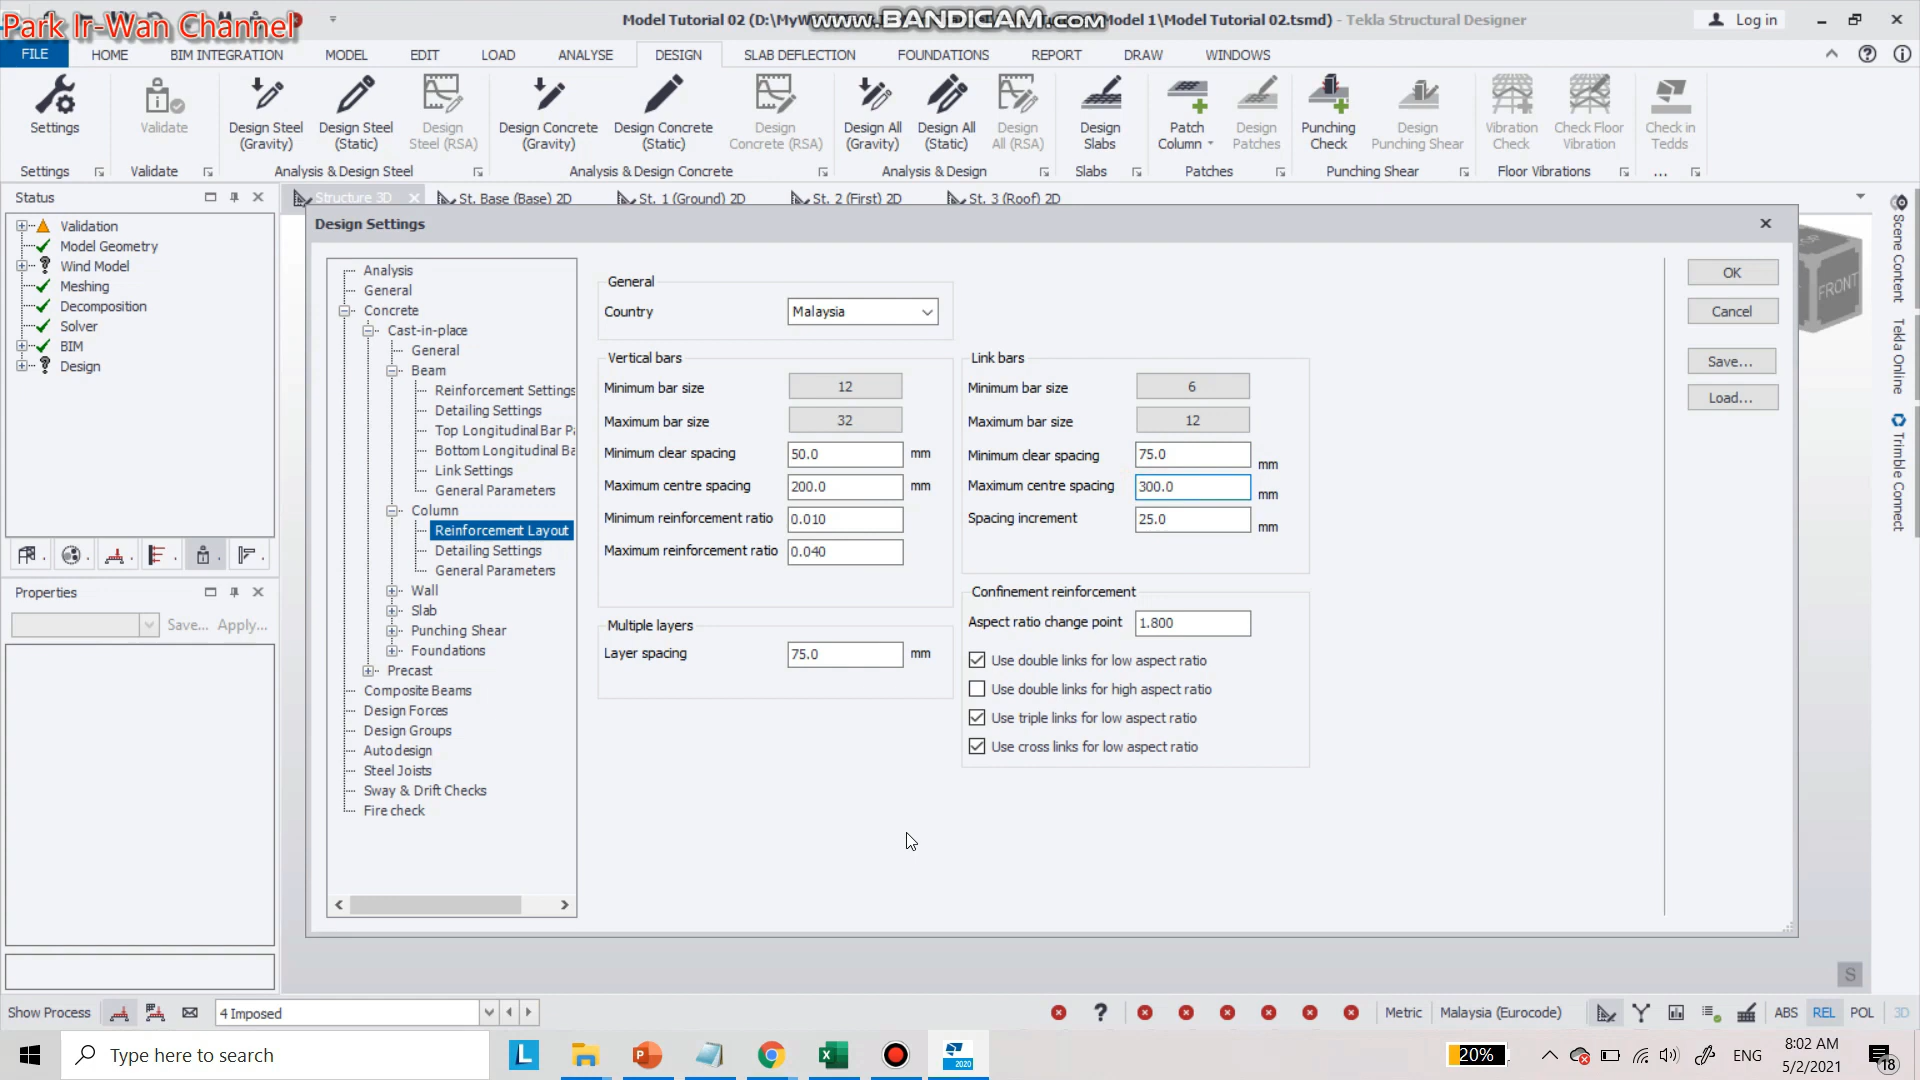 Park Ir-Wan Channel
Model Tutorial 02 (D:\MyW
www.BANDICAM.com
Model 1\Model Tutorial 02.tsmd) - Tekla Structural Designer
Log in
FILE
HOME
BIM INTEGRATION
MODEL
EDIT
LOAD
ANALYSE
DESIGN
SLAB DEFLECTION
FOUNDATIONS
REPORT
DRAW
WINDOWS
Settings
Validate
Design Steel (Gravity)
Design Steel (Static)
Design Steel (RSA)
Design Concrete (Gravity)
Design Concrete (Static)
Design Concrete (RSA)
Design All (Gravity)
Design All (Static)
Design All (RSA)
Design Slabs
Patch Column
Design Patches
Punching Check
Design Punching Shear
Vibration Check
Check Floor Vibration
Check in Tedds
Settings
Validate
Analysis & Design Steel
Analysis & Design Concrete
Analysis & Design
Slabs
Patches
Punching Shear
Floor Vibrations
...
Status
Structure 3D
St. Base (Base) 2D
St. 1 (Ground) 2D
St. 2 (First) 2D
St. 3 (Roof) 2D
Validation
Model Geometry
Wind Model
Meshing
Decomposition
Solver
BIM
Design
Properties
Save...
Apply...
Design Settings
Analysis
General
Concrete
Cast-in-place
General
Beam
Reinforcement Settings
Detailing Settings
Top Longitudinal Bar Pa
Bottom Longitudinal Ba
Link Settings
General Parameters
Column
Reinforcement Layout
Detailing Settings
General Parameters
Wall
Slab
Punching Shear
Foundations
Precast
Composite Beams
Design Forces
Design Groups
Autodesign
Steel Joists
Sway & Drift Checks
Fire check
General
Country
Malaysia
Vertical bars
Minimum bar size
12
Maximum bar size
32
Minimum clear spacing
50.0
mm
Maximum centre spacing
200.0
mm
Minimum reinforcement ratio
0.010
Maximum reinforcement ratio
0.040
Multiple layers
Layer spacing
75.0
mm
Link bars
Minimum bar size
6
Maximum bar size
12
Minimum clear spacing
75.0
mm
Maximum centre spacing
300.0
mm
Spacing increment
25.0
mm
Confinement reinforcement
Aspect ratio change point
1.800
Use double links for low aspect ratio
Use double links for high aspect ratio
Use triple links for low aspect ratio
Use cross links for low aspect ratio
OK
Cancel
Save...
Load...
TOP
FRONT
Scene Content
Tekla Online
Trimble Connect
S
Show Process
4 Imposed
Metric
Malaysia (Eurocode)
ABS
REL
POL
3D
Type here to search
L
2020
20%
ENG
8:02 AM
5/2/2021
18